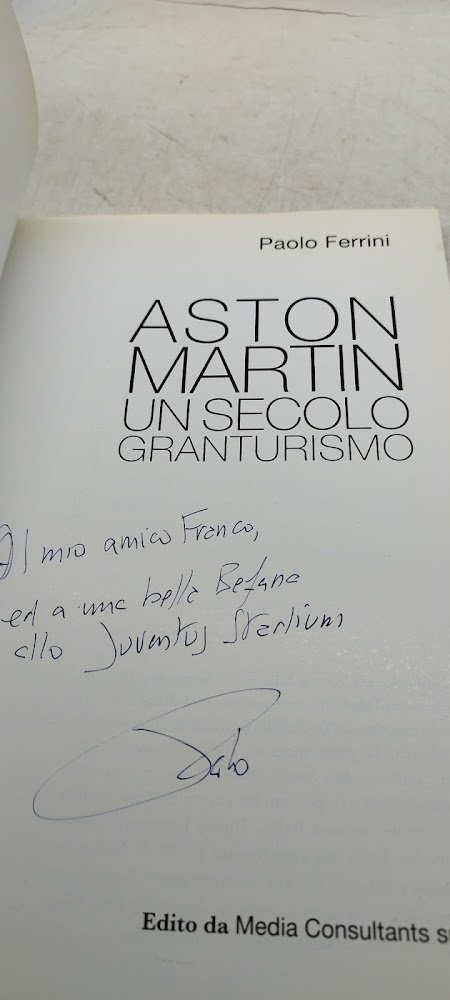 Paolo Ferrini
ASTON
MARTIN
UN SECOLO
GRANTURISMO
Al mio amico Franco,
ed a una bella Befana
allo Juventus Stadium
Paolo
Edito da Media Consultants